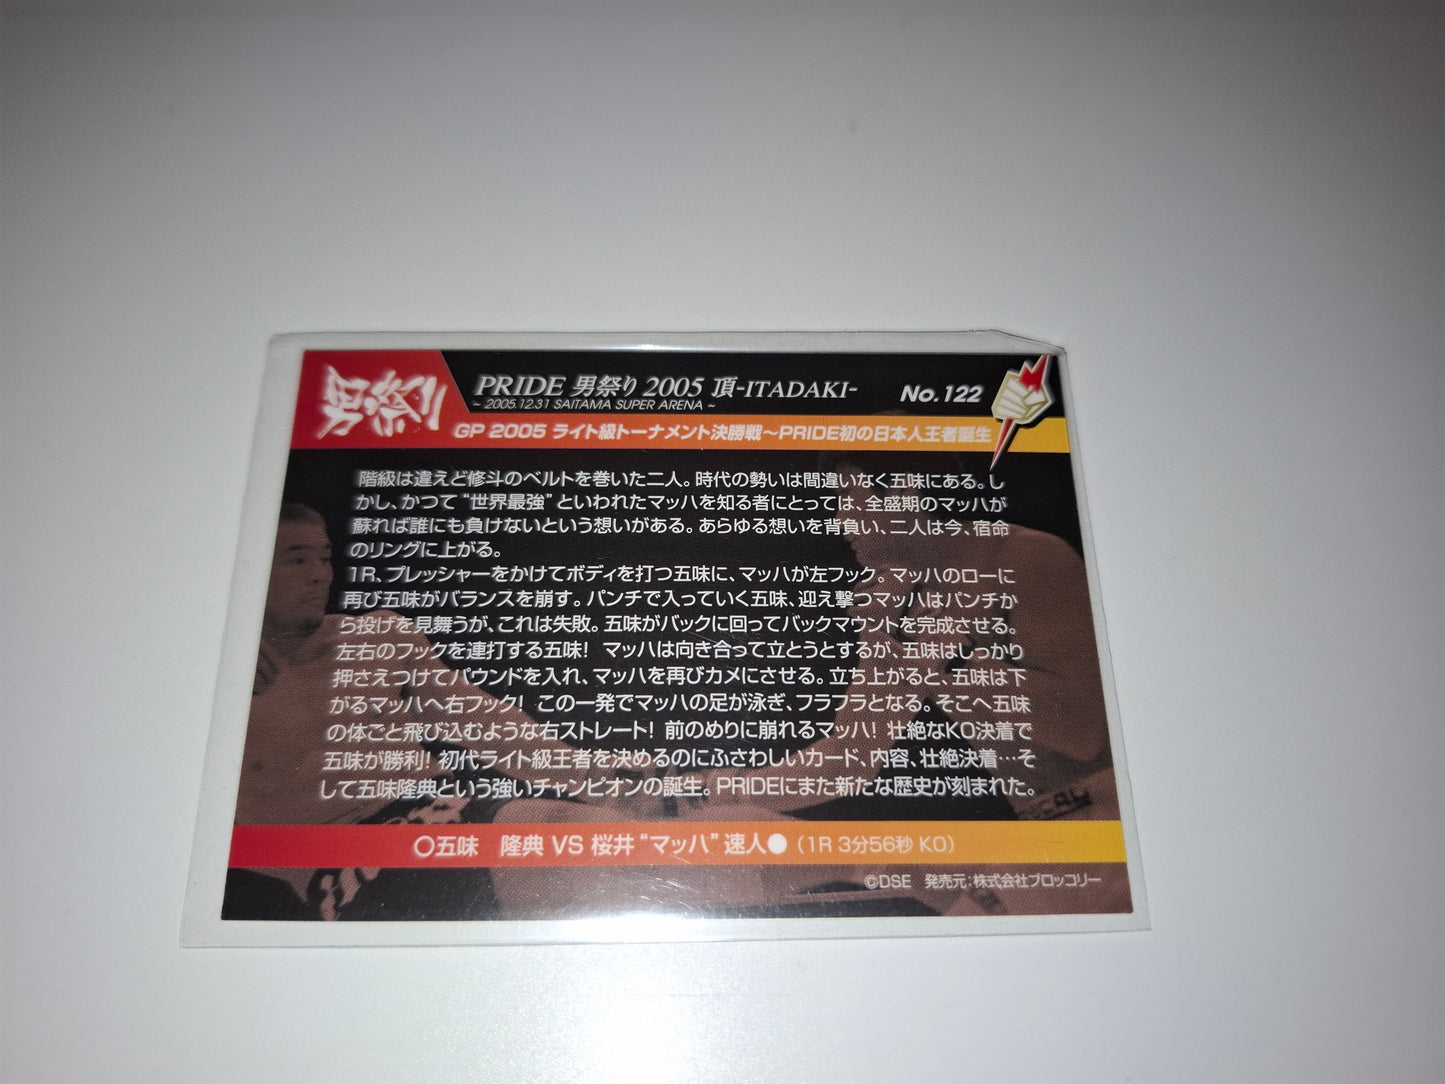 男祭
PRIDE 男祭り 2005 頂-ITADAKI-
No.122
~ 2005.12.31 SAITAMA SUPER ARENA ~
GP 2005 ライト級トーナメント決勝戦～PRIDE初の日本人王者誕生
階級は違えど修斗のベルトを巻いた二人。時代の勢いは間違いなく五味にある。し
かし、かつて“世界最強”といわれたマッハを知る者にとっては、全盛期のマッハが
蘇れば誰にも負けないという想いがある。あらゆる想いを背負い、二人は今、宿命
のリングに上がる。
1R、プレッシャーをかけてボディを打つ五味に、マッハが左フック。マッハのローに
再び五味がバランスを崩す。パンチで入っていく五味、迎え撃つマッハはパンチか
ら投げを見舞うが、これは失敗。五味がバックに回ってバックマウントを完成させる。
左右のフックを連打する五味！ マッハは向き合って立とうとするが、五味はしっかり
押さえつけてパウンドを入れ、マッハを再びカメにさせる。立ち上がると、五味は下
がるマッハへ右フック！ この一発でマッハの足が泳ぎ、フラフラとなる。そこへ五味
の体ごと飛び込むような右ストレート！ 前のめりに崩れるマッハ！ 壮絶なKO決着で
五味が勝利！ 初代ライト級王者を決めるのにふさわしいカード、内容、壮絶決着…そ
して五味隆典という強いチャンピオンの誕生。PRIDEにまた新たな歴史が刻まれた。
○五味　隆典 VS 桜井“マッハ”速人●（1R 3分56秒 KO）
©DSE　発売元：株式会社ブロッコリー